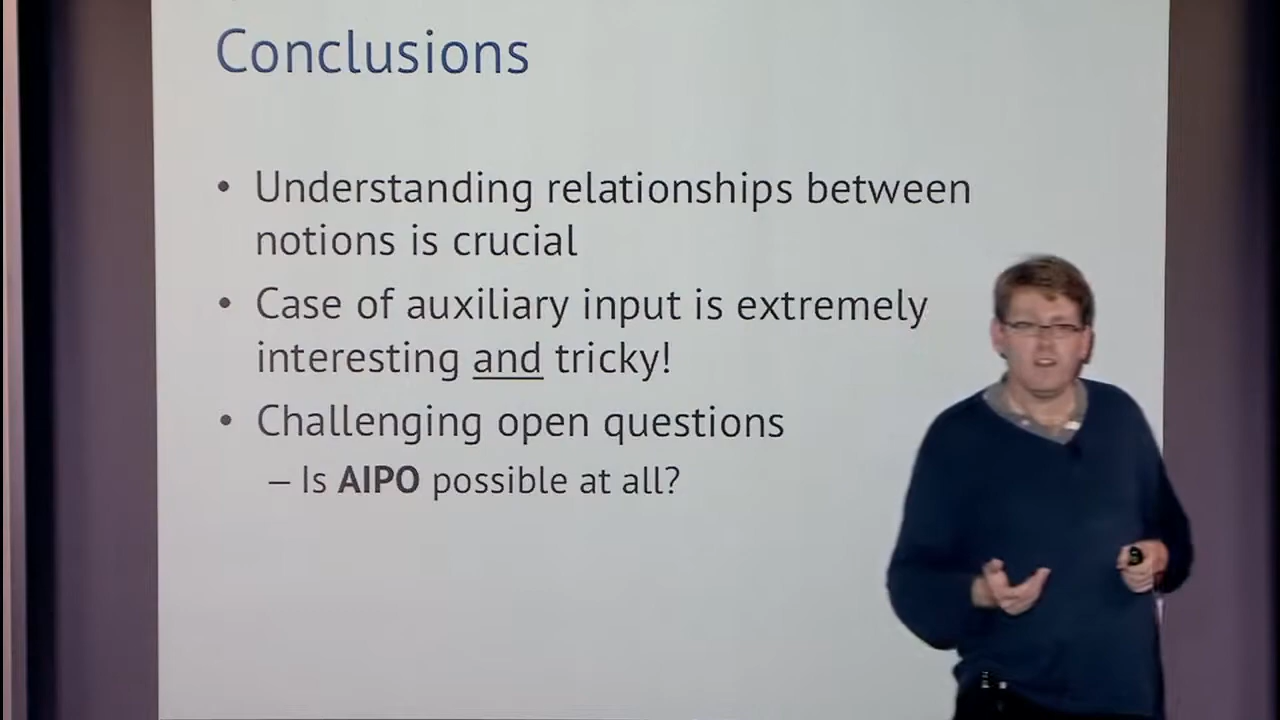 Conclusions
• Understanding relationships between
notions is crucial
• Case of auxiliary input is extremely
interesting and tricky!
• Challenging open questions
– Is AIPO possible at all?